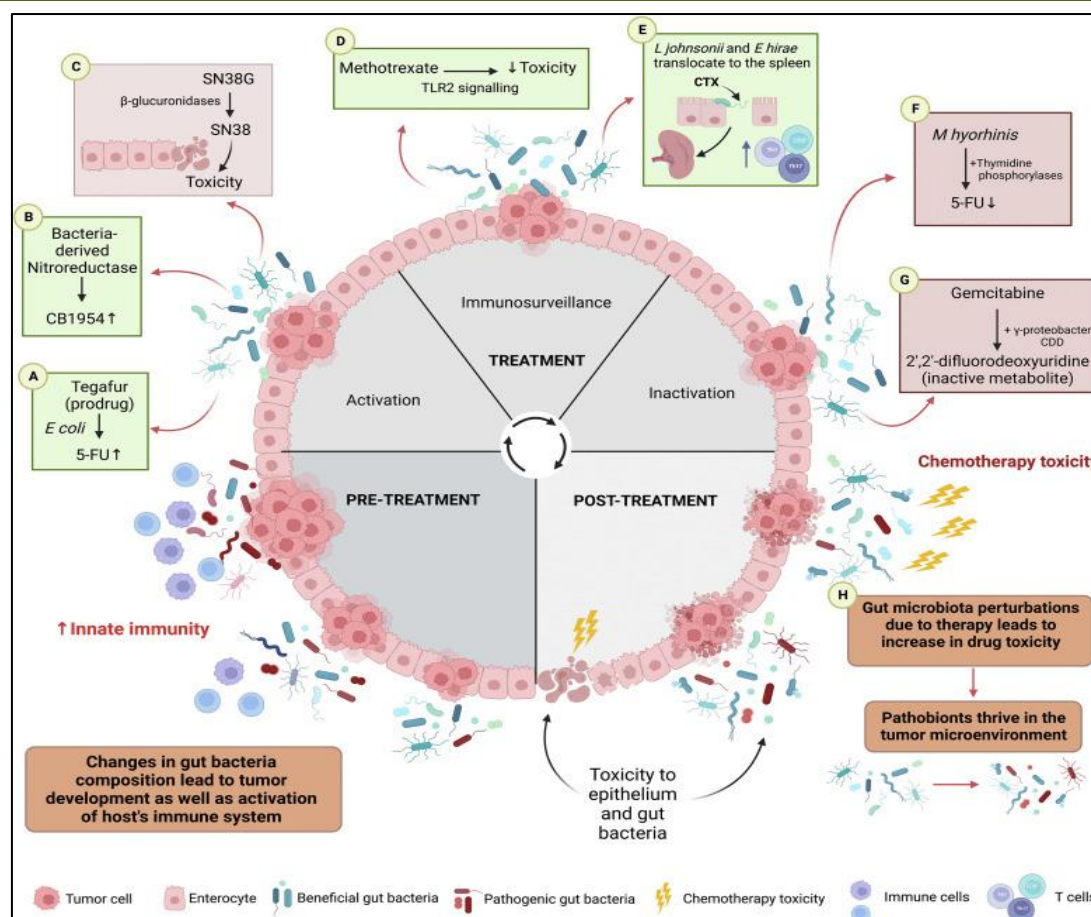 D
Methotrexate ↓ Toxicity
TLR2 signalling
E
L johnsonii and E hirae
translocate to the spleen
CTX
C
SN38G
β-glucuronidases
SN38
Toxicity
F
M hyorhinis
+Thymidine
phosphorylases
5-FU↓
B
Bacteria-
derived
Nitroreductase
CB1954↑
G
Gemcitabine
+ γ-proteobacter
CDD
2',2'-difluorodeoxyuridine
(inactive metabolite)
A
Tegafur
(prodrug)
E coli
5-FU↑
Immunosurveillance
TREATMENT
Activation
Inactivation
PRE-TREATMENT
POST-TREATMENT
Chemotherapy toxicity
↑ Innate immunity
H
Gut microbiota perturbations
due to therapy leads to
increase in drug toxicity
Pathobionts thrive in the
tumor microenvironment
Changes in gut bacteria
composition lead to tumor
development as well as activation
of host's immune system
Toxicity to
epithelium
and gut
bacteria
Tumor cell
Enterocyte
Beneficial gut bacteria
Pathogenic gut bacteria
Chemotherapy toxicity
Immune cells
T cells